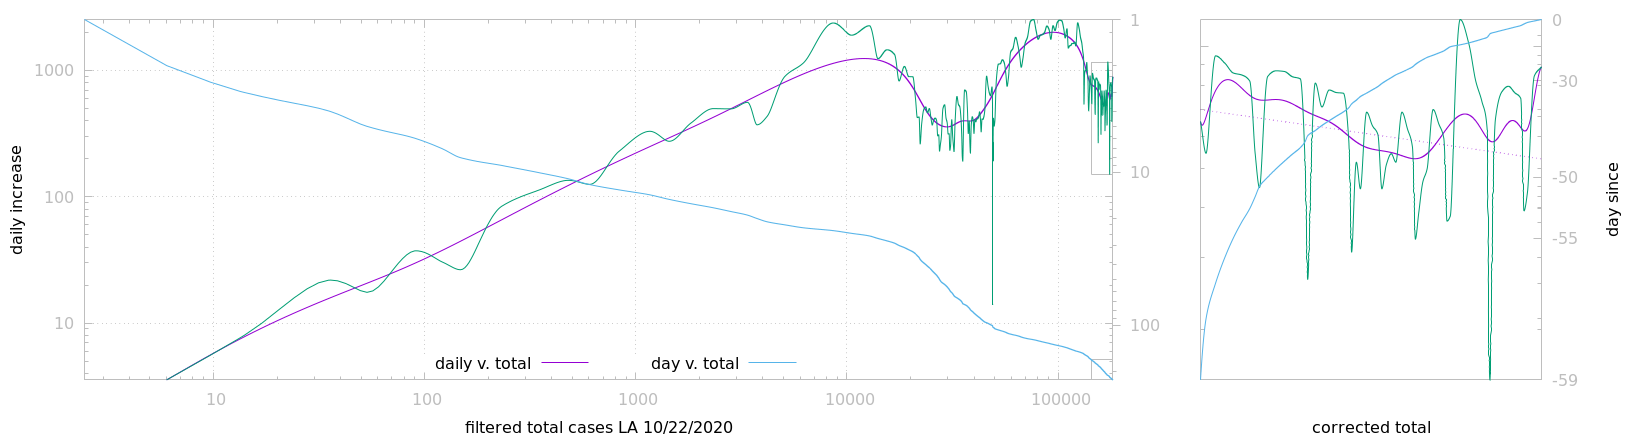 1000
100
10
daily increase
daily v. total
day v. total
10
100
1000
10000
100000
filtered total cases LA 10/22/2020
1
10
100
0
-30
-50
-55
-59
day since
corrected total